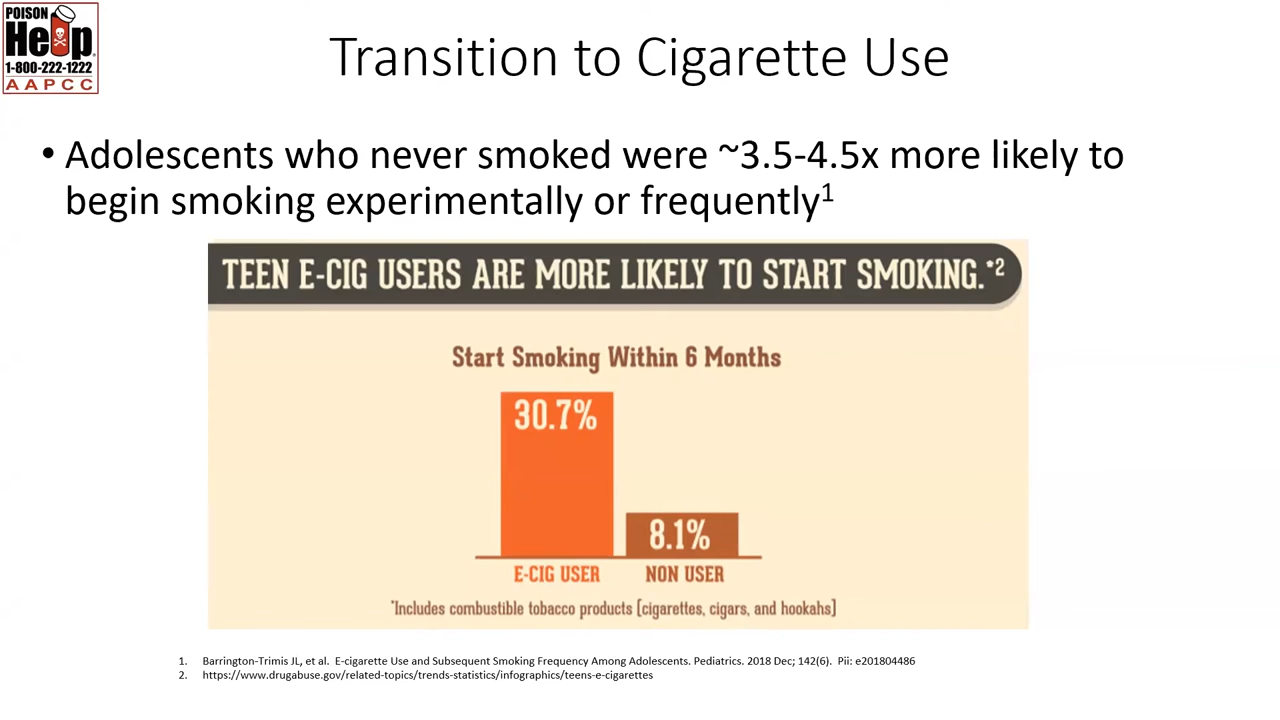 POISON
Help
1-800-222-1222
AAPCC
Transition to Cigarette Use
• Adolescents who never smoked were ~3.5-4.5x more likely to
begin smoking experimentally or frequently1
TEEN E-CIG USERS ARE MORE LIKELY TO START SMOKING.*2
Start Smoking Within 6 Months
30.7%
8.1%
E-CIG USER
NON USER
*Includes combustible tobacco products [cigarettes, cigars, and hookahs]
1. Barrington-Trimis JL, et al. E-cigarette Use and Subsequent Smoking Frequency Among Adolescents. Pediatrics. 2018 Dec; 142(6). Pii: e201804486
2. https://www.drugabuse.gov/related-topics/trends-statistics/infographics/teens-e-cigarettes